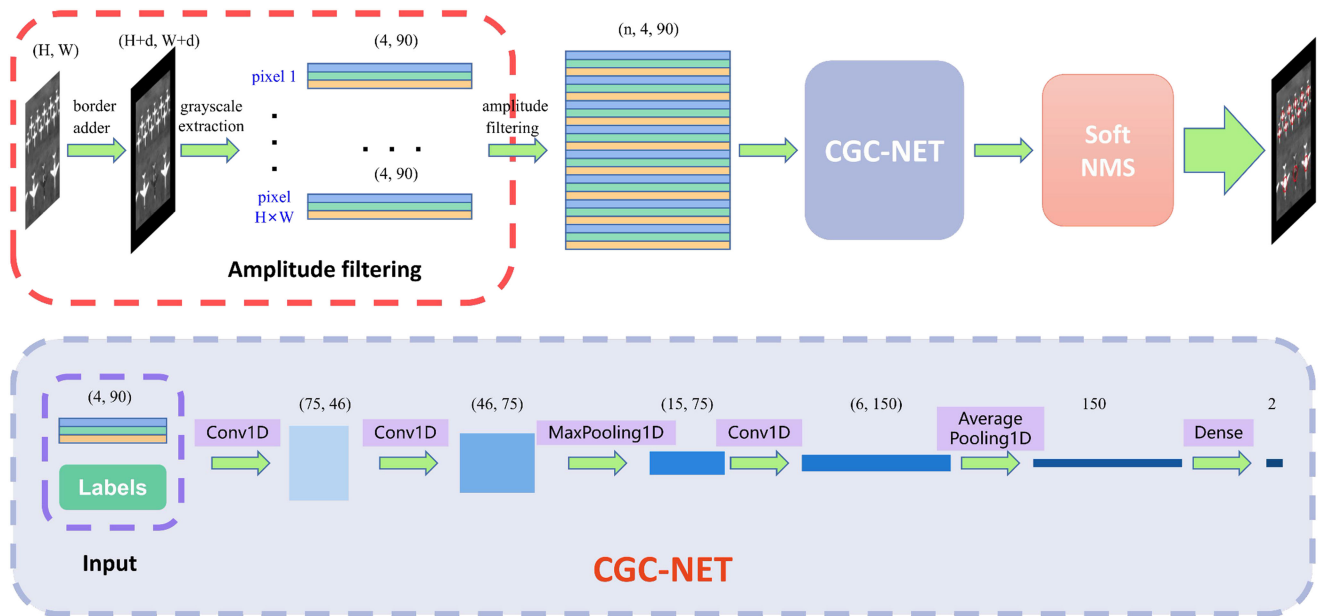 (H, W)
(H+d, W+d)
(4, 90)
(n, 4, 90)
pixel 1
border
adder
grayscale
extraction
amplitude
filtering
. . .
(4, 90)
pixel
H×W
CGC-NET
Soft
NMS
Amplitude filtering
(4, 90)
(75, 46)
(46, 75)
(15, 75)
(6, 150)
150
2
Conv1D
Conv1D
MaxPooling1D
Conv1D
Average
Pooling1D
Dense
Labels
Input
CGC-NET